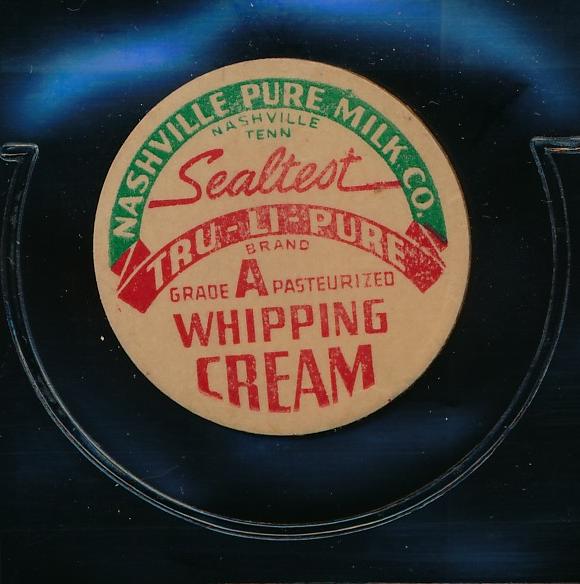 NASHVILLE PURE MILK CO.
NASHVILLE
TENN
Sealtest
TRU-LI-PURE
BRAND
GRADE A PASTEURIZED
WHIPPING
CREAM